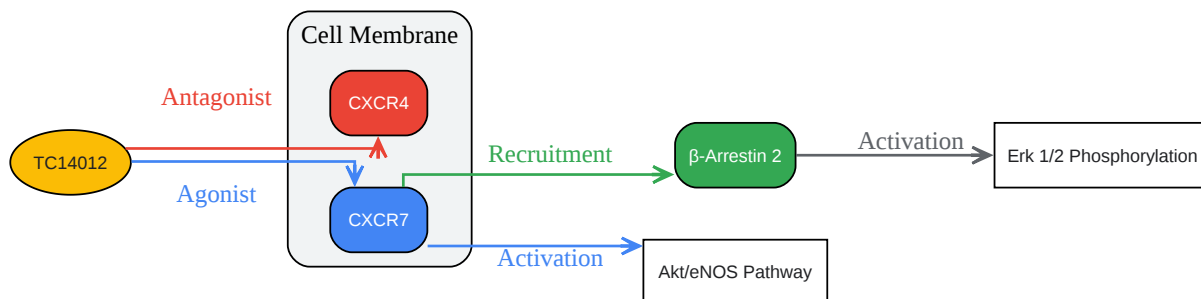 Cell Membrane
Antagonist
CXCR4
TC14012
Agonist
CXCR7
Recruitment
β-Arrestin 2
Activation
Erk 1/2 Phosphorylation
Activation
Akt/eNOS Pathway